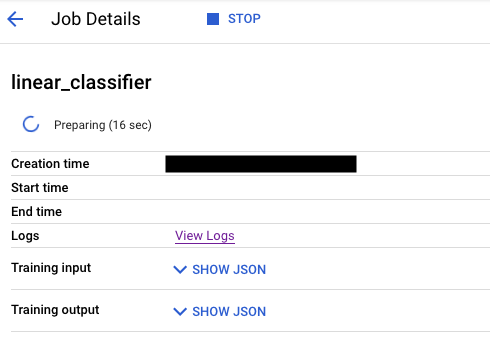 Job Details STOP
linear_classifier
Preparing (16 sec)
Creation time
Start time
End time
Logs View Logs
Training input SHOW JSON
Training output SHOW JSON